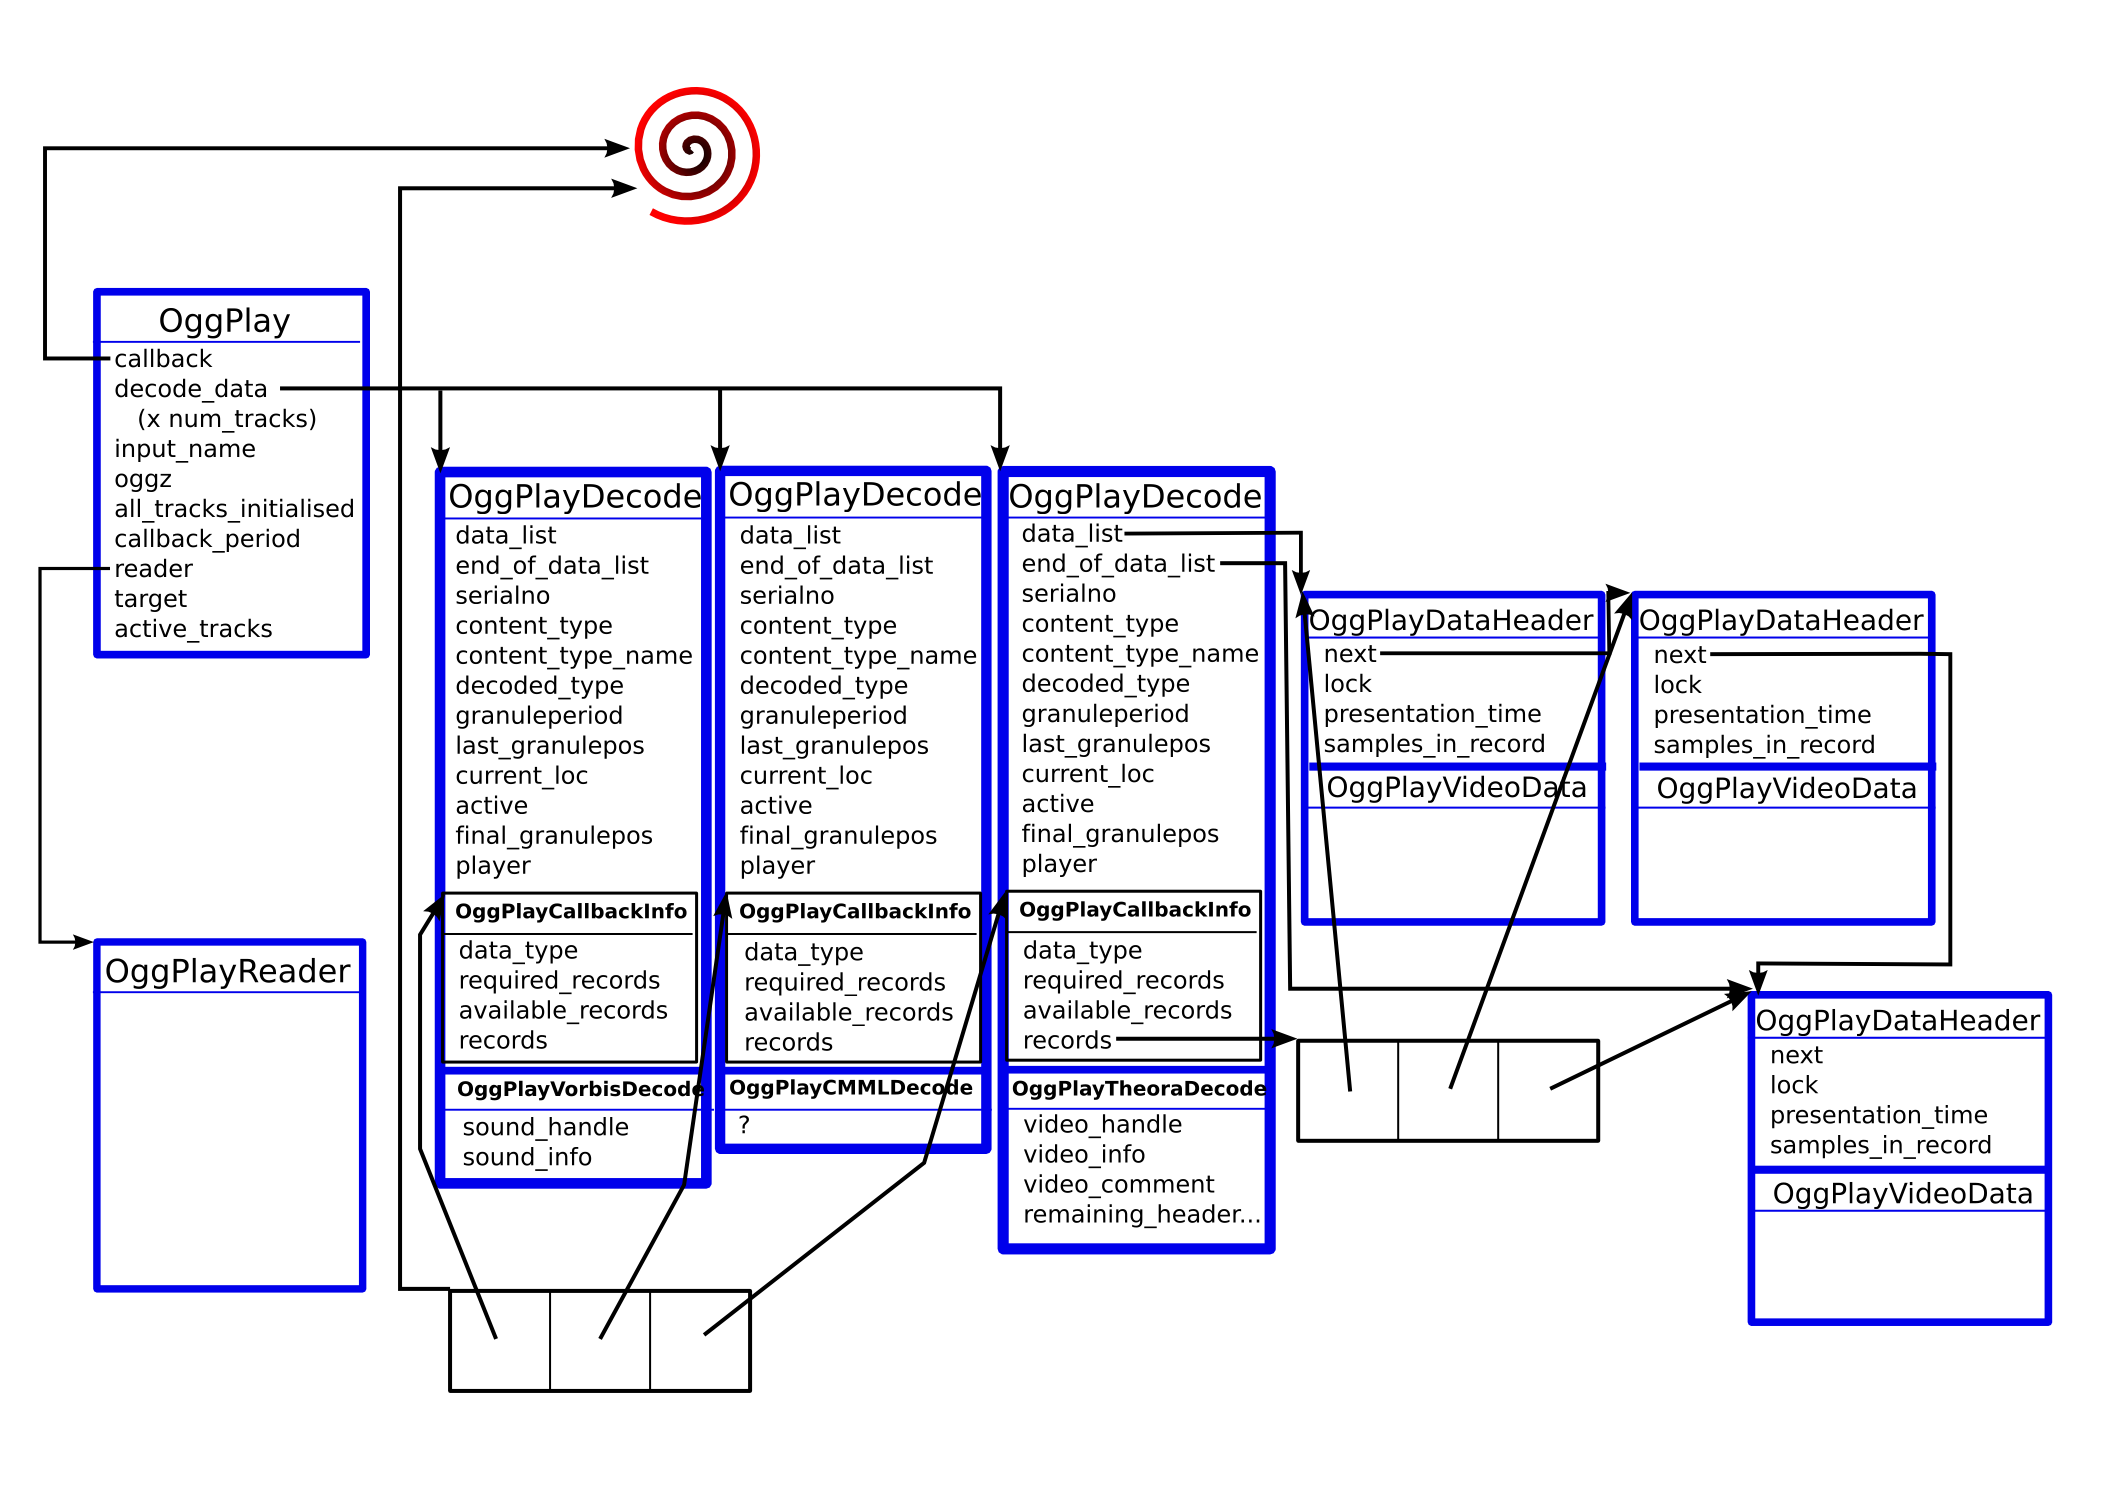 OggPlay
callback
decode_data
(x num_tracks)
input_name
oggz
all_tracks_initialised
callback_period
reader
target
active_tracks
OggPlayReader
OggPlayDecode
data_list
end_of_data_list
serialno
content_type
content_type_name
decoded_type
granuleperiod
last_granulepos
current_loc
active
final_granulepos
player
OggPlayCallbackInfo
data_type
required_records
available_records
records
OggPlayVorbisDecode
sound_handle
sound_info
OggPlayDecode
data_list
end_of_data_list
serialno
content_type
content_type_name
decoded_type
granuleperiod
last_granulepos
current_loc
active
final_granulepos
player
OggPlayCallbackInfo
data_type
required_records
available_records
records
OggPlayCMMLDecode
?
OggPlayDecode
data_list
end_of_data_list
serialno
content_type
content_type_name
decoded_type
granuleperiod
last_granulepos
current_loc
active
final_granulepos
player
OggPlayCallbackInfo
data_type
required_records
available_records
records
OggPlayTheoraDecode
video_handle
video_info
video_comment
remaining_header...
OggPlayDataHeader
next
lock
presentation_time
samples_in_record
OggPlayVideoData
OggPlayDataHeader
next
lock
presentation_time
samples_in_record
OggPlayVideoData
OggPlayDataHeader
next
lock
presentation_time
samples_in_record
OggPlayVideoData